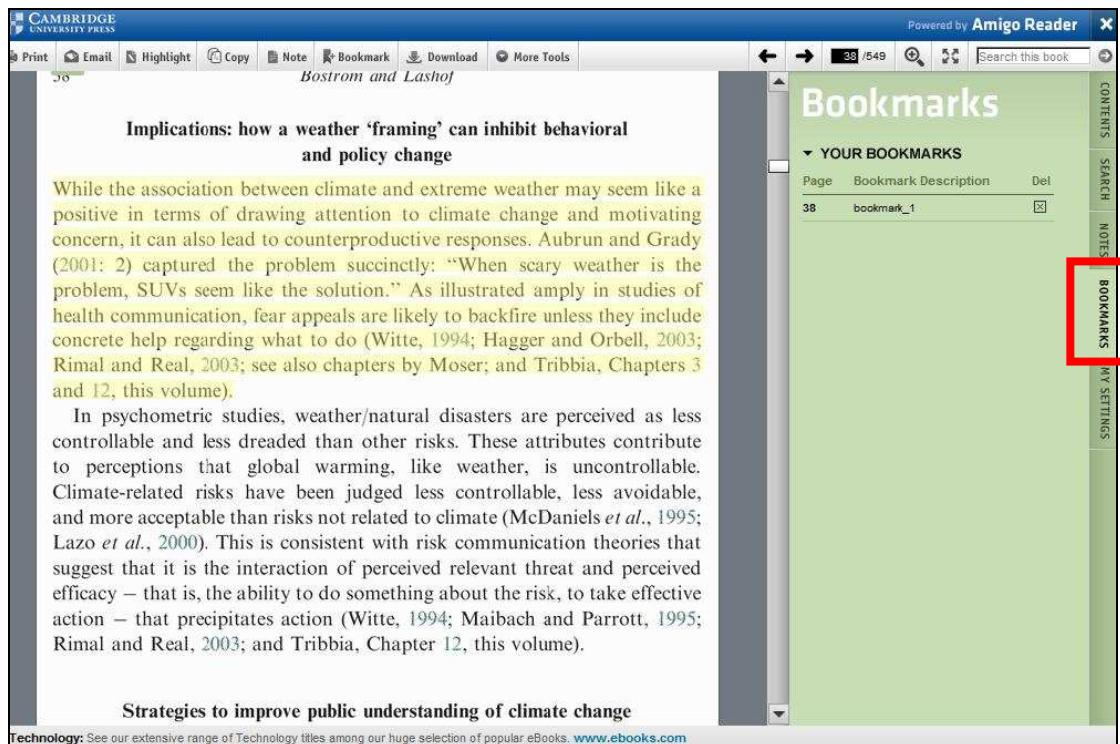 CAMBRIDGE
UNIVERSITY PRESS
Powered by Amigo Reader
Print Email Highlight Copy Note Bookmark Download More Tools 38 /549 Search this book
38 Bostrom and Lashof
Implications: how a weather ‘framing’ can inhibit behavioral
and policy change
While the association between climate and extreme weather may seem like a
positive in terms of drawing attention to climate change and motivating
concern, it can also lead to counterproductive responses. Aubrun and Grady
(2001: 2) captured the problem succinctly: “When scary weather is the
problem, SUVs seem like the solution.” As illustrated amply in studies of
health communication, fear appeals are likely to backfire unless they include
concrete help regarding what to do (Witte, 1994; Hagger and Orbell, 2003;
Rimal and Real, 2003; see also chapters by Moser; and Tribbia, Chapters 3
and 12, this volume).
In psychometric studies, weather/natural disasters are perceived as less
controllable and less dreaded than other risks. These attributes contribute
to perceptions that global warming, like weather, is uncontrollable.
Climate-related risks have been judged less controllable, less avoidable,
and more acceptable than risks not related to climate (McDaniels et al., 1995;
Lazo et al., 2000). This is consistent with risk communication theories that
suggest that it is the interaction of perceived relevant threat and perceived
efficacy – that is, the ability to do something about the risk, to take effective
action – that precipitates action (Witte, 1994; Maibach and Parrott, 1995;
Rimal and Real, 2003; and Tribbia, Chapter 12, this volume).
Strategies to improve public understanding of climate change
Bookmarks
YOUR BOOKMARKS
Page Bookmark Description Del
38 bookmark_1
CONTENTS
SEARCH
NOTES
BOOKMARKS
MY SETTINGS
Technology: See our extensive range of Technology titles among our huge selection of popular eBooks. www.ebooks.com